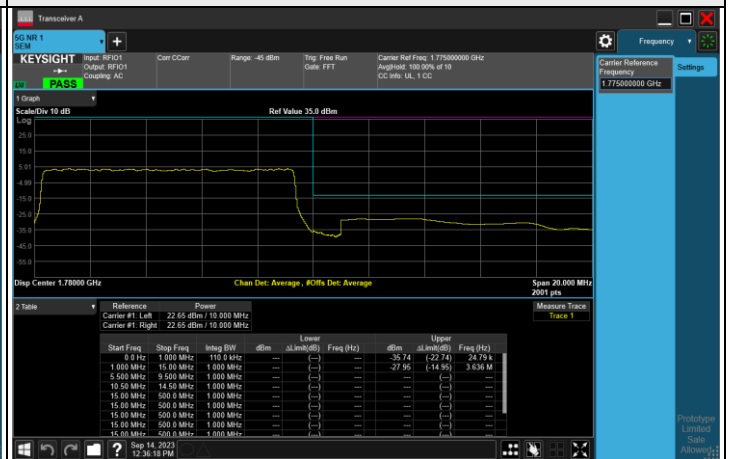 Transceiver A
5G NR 1
SEM
+
Frequency
KEYSIGHT
Input: RFIO1
Output: RFIO1
Coupling: AC
Corr CCorr
Range: -45 dBm
Trig: Free Run
Gate: FFT
Carrier Ref Freq: 1.775000000 GHz
Avg|Hold: 100.00% of 10
CC Info: UL, 1 CC
PASS
Carrier Reference
Frequency
1.775000000 GHz
Settings
1 Graph
Scale/Div 10 dB
Ref Value 35.0 dBm
Log
25.0
15.0
5.01
-4.99
-15.0
-25.0
-35.0
-45.0
-55.0
Disp Center 1.78000 GHz
Chan Det: Average , #Offs Det: Average
Span 20.000 MHz
2001 pts
2 Table
Reference Power
Carrier #1: Left 22.65 dBm / 10.000 MHz
Carrier #1: Right 22.65 dBm / 10.000 MHz
Measure Trace
Trace 1
Lower Upper
Start Freq Stop Freq Integ BW dBm ΔLimit(dB) Freq (Hz) dBm ΔLimit(dB) Freq (Hz)
0.0 Hz 1.000 MHz 110.0 kHz --- (---) --- -35.74 (-22.74) 24.79 k
1.000 MHz 15.00 MHz 1.000 MHz --- (---) --- -27.95 (-14.95) 3.636 M
5.500 MHz 9.500 MHz 1.000 MHz --- (---) --- --- (---) ---
10.50 MHz 14.50 MHz 1.000 MHz --- (---) --- --- (---) ---
15.00 MHz 500.0 MHz 1.000 MHz --- (---) --- --- (---) ---
15.00 MHz 500.0 MHz 1.000 MHz --- (---) --- --- (---) ---
15.00 MHz 500.0 MHz 1.000 MHz --- (---) --- --- (---) ---
15.00 MHz 500.0 MHz 1.000 MHz --- (---) --- --- (---) ---
15.00 MHz 500.0 MHz 1.000 MHz --- (---) --- --- (---) ---
?
Sep 14, 2023
12:36:18 PM
Prototype
Limited
Sale
Allowed